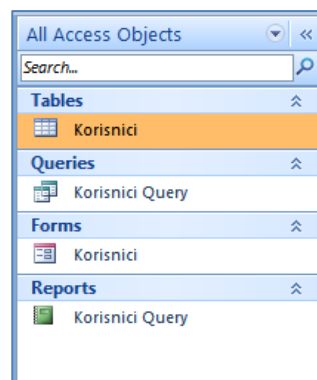 All Access Objects
Search...
Tables
Korisnici
Queries
Korisnici Query
Forms
Korisnici
Reports
Korisnici Query